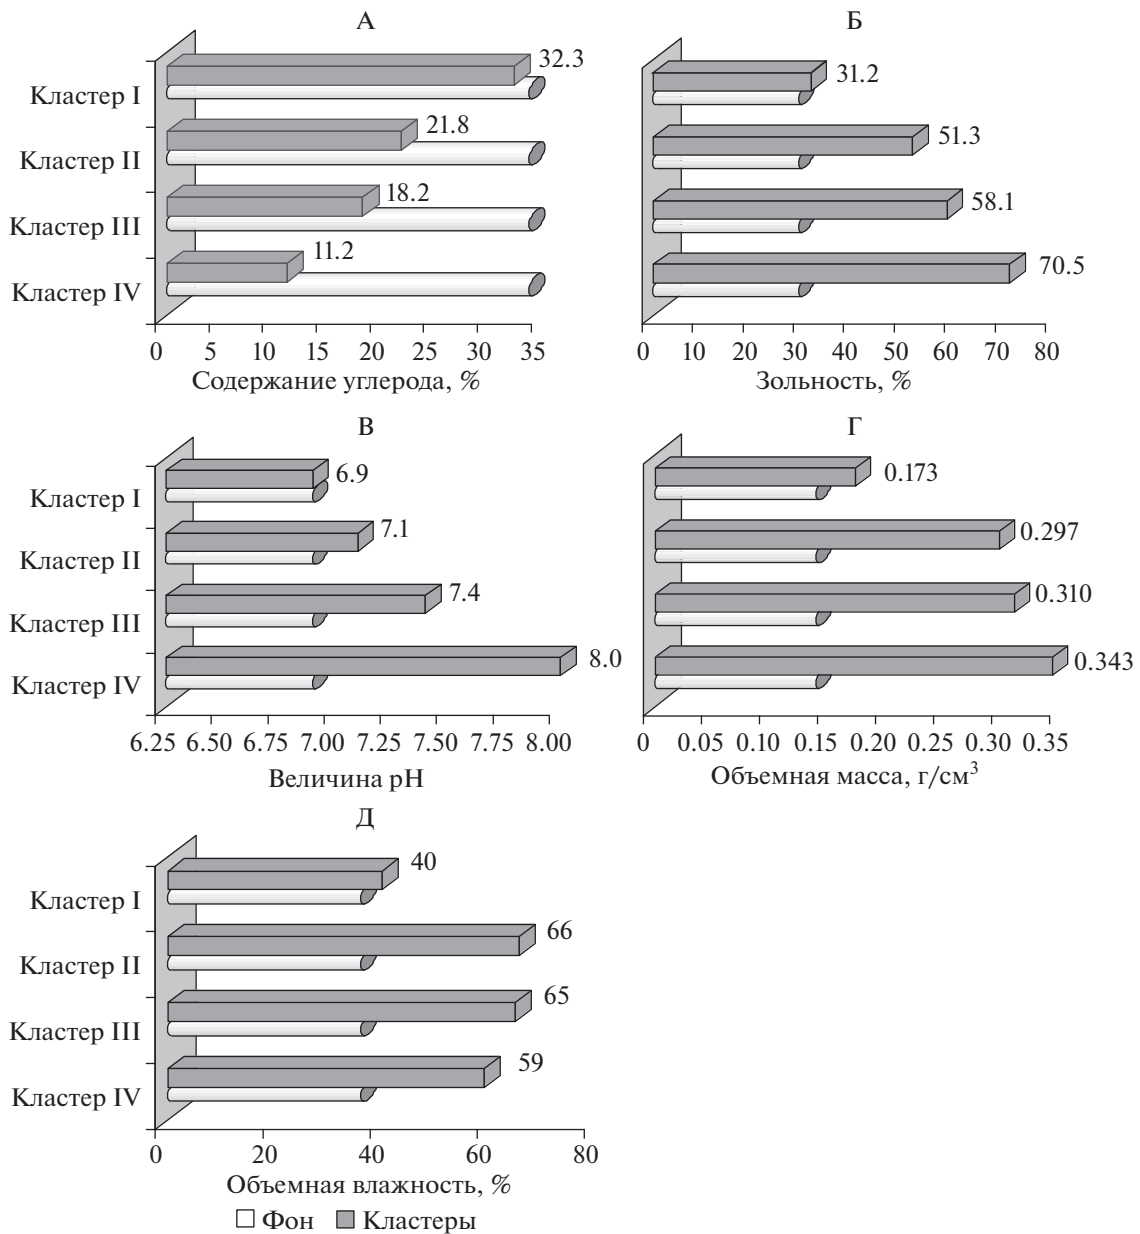 А
32.3
Кластер I
21.8
Кластер II
18.2
Кластер III
11.2
Кластер IV
0 5 10 15 20 25 30 35
Содержание углерода, %
Б
31.2
51.3
58.1
70.5
0 10 20 30 40 50 60 70 80
Зольность, %
В
6.9
Кластер I
7.1
Кластер II
7.4
Кластер III
8.0
Кластер IV
6.25 6.50 6.75 7.00 7.25 7.50 7.75 8.00
Величина pH
Г
0.173
0.297
0.310
0.343
0 0.05 0.10 0.15 0.20 0.25 0.30 0.35
Объемная масса, г/см³
Д
40
Кластер I
66
Кластер II
65
Кластер III
59
Кластер IV
0 20 40 60 80
Объемная влажность, %
Фон Кластеры